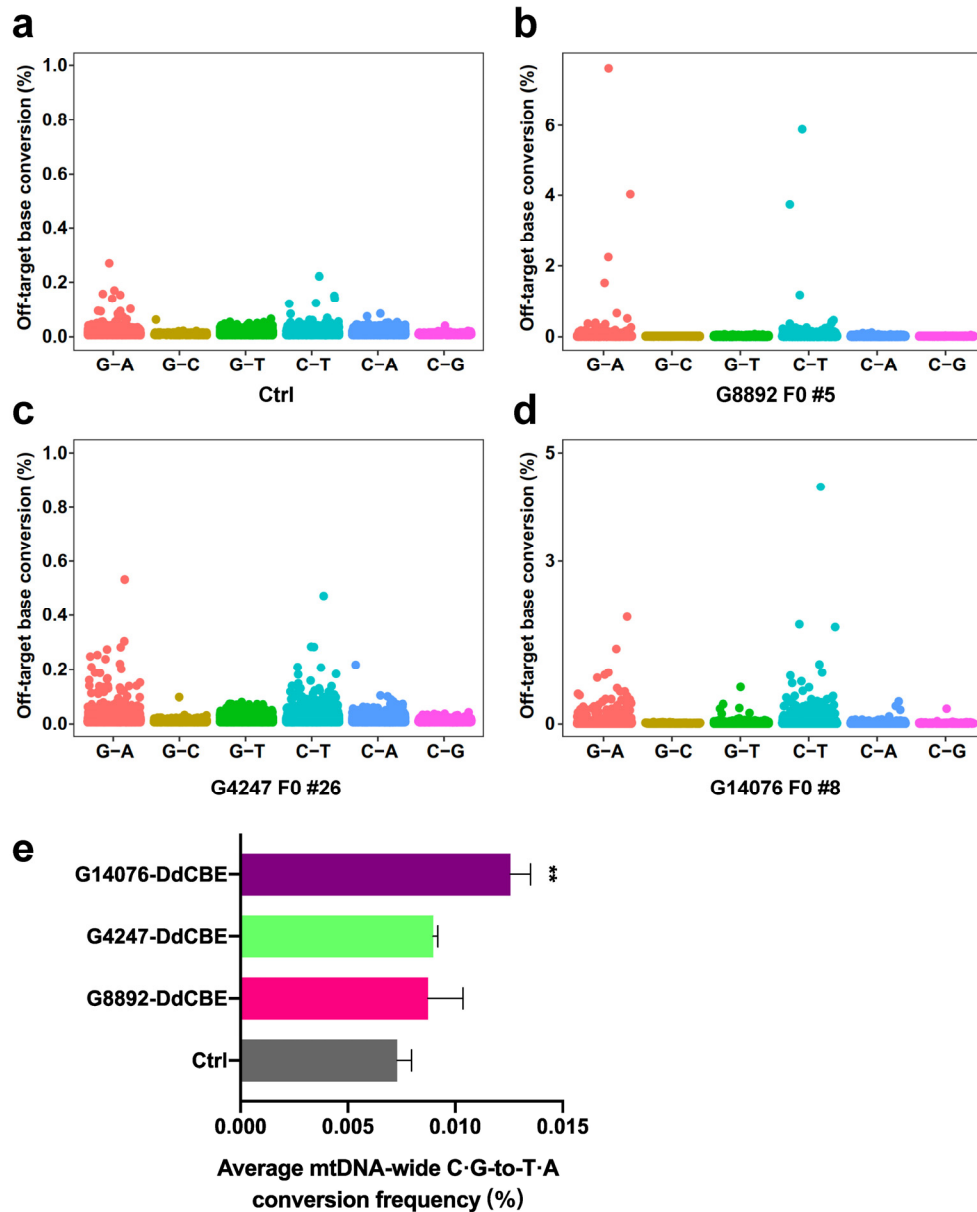 a
Off-target base conversion (%)
1.0
0.8
0.6
0.4
0.2
0.0
G–A G–C G–T C–T C–A C–G
Ctrl
b
Off-target base conversion (%)
6
4
2
0
G–A G–C G–T C–T C–A C–G
G8892 F0 #5
c
Off-target base conversion (%)
1.0
0.8
0.6
0.4
0.2
0.0
G–A G–C G–T C–T C–A C–G
G4247 F0 #26
d
Off-target base conversion (%)
5
3
0
G–A G–C G–T C–T C–A C–G
G14076 F0 #8
e
G14076-DdCBE
**
G4247-DdCBE
G8892-DdCBE
Ctrl
0.000 0.005 0.010 0.015
Average mtDNA-wide C·G-to-T·A
conversion frequency (%)